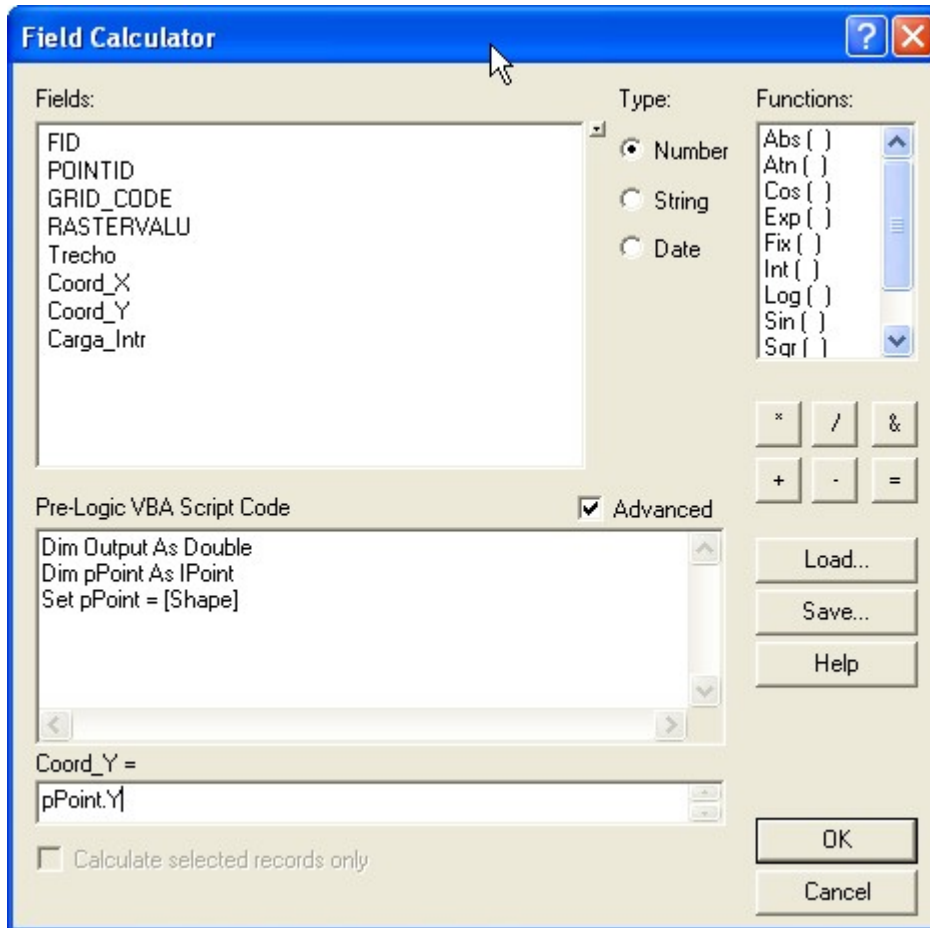 Field Calculator
Fields:
FID
POINTID
GRID_CODE
RASTERVALU
Trecho
Coord_X
Coord_Y
Carga_Intr
Type:
Number
String
Date
Functions:
Abs ( )
Atn ( )
Cos ( )
Exp ( )
Fix ( )
Int ( )
Log ( )
Sin ( )
Sqr ( )
* / &
+ - =
Pre-Logic VBA Script Code
Advanced
Dim Output As Double
Dim pPoint As IPoint
Set pPoint = [Shape]
Load...
Save...
Help
Coord_Y =
pPoint.Y
Calculate selected records only
OK
Cancel